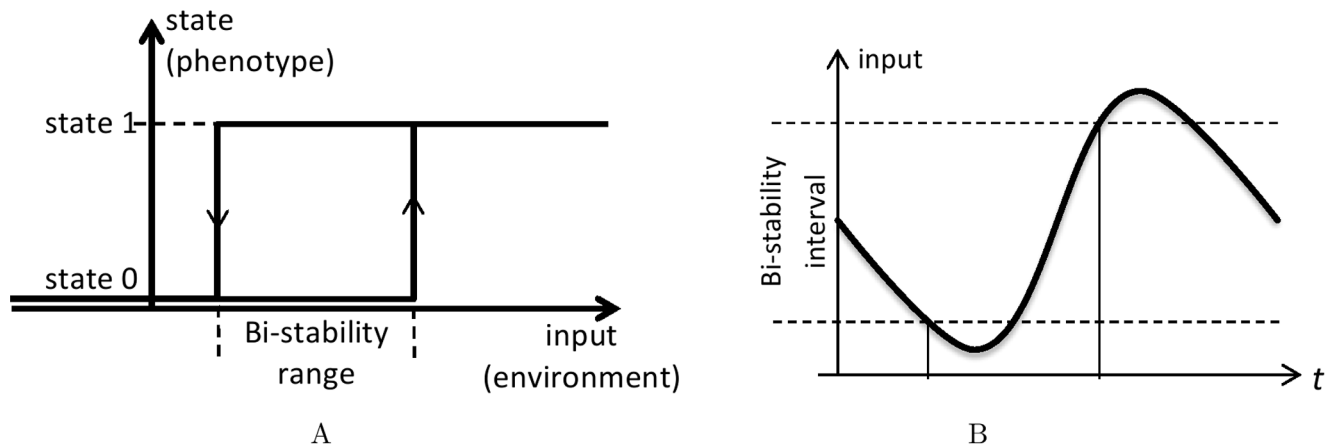 state
(phenotype)
state 1
state 0
Bi-stability
range
input
(environment)
A
input
Bi-stability
interval
t
B